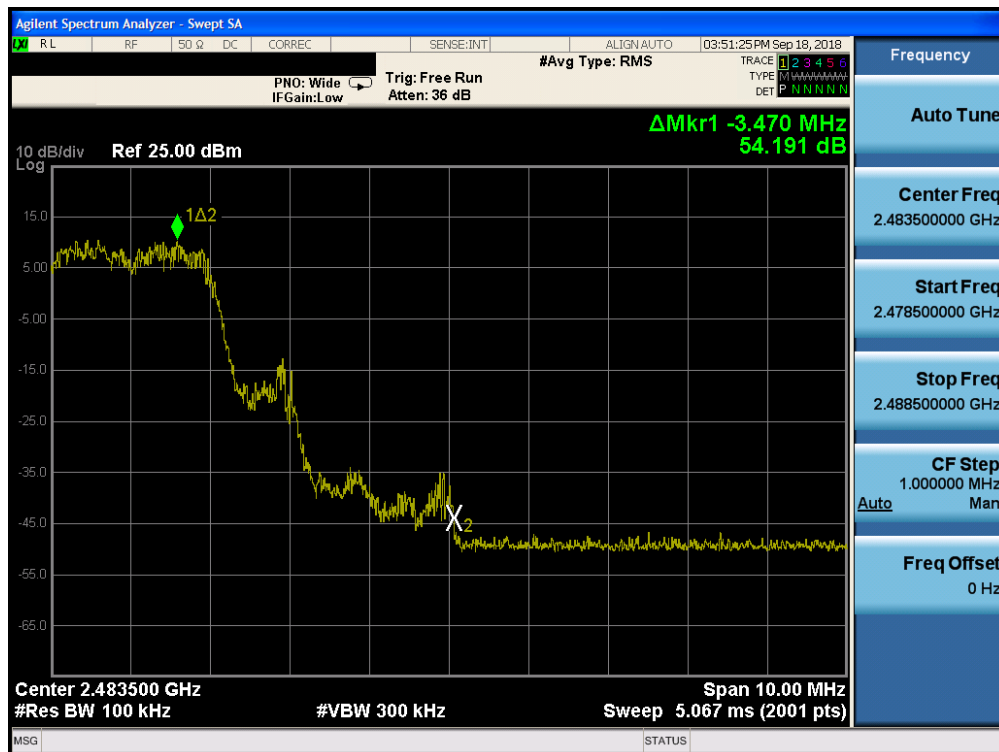 Agilent Spectrum Analyzer - Swept SA
LXI RL RF 50 Ω DC CORREC SENSE:INT ALIGN AUTO 03:51:25 PM Sep 18, 2018
PNO: Wide
IFGain:Low
Trig: Free Run
Atten: 36 dB
#Avg Type: RMS
TRACE 1 2 3 4 5 6
TYPE M
DET P N N N N N
ΔMkr1 -3.470 MHz
54.191 dB
10 dB/div
Log
Ref 25.00 dBm
15.0
5.00
-5.00
-15.0
-25.0
-35.0
-45.0
-55.0
-65.0
1Δ2
2
Center 2.483500 GHz
Span 10.00 MHz
#Res BW 100 kHz
#VBW 300 kHz
Sweep 5.067 ms (2001 pts)
MSG
STATUS
Frequency
Auto Tune
Center Freq
2.483500000 GHz
Start Freq
2.478500000 GHz
Stop Freq
2.488500000 GHz
CF Step
1.000000 MHz
Auto Man
Freq Offset
0 Hz